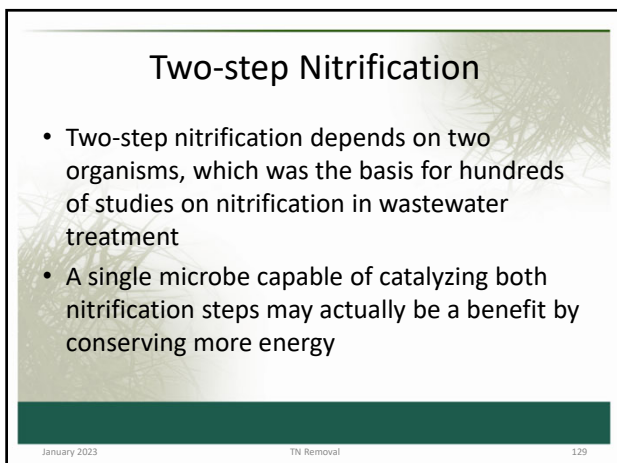 Two-step Nitrification
• Two-step nitrification depends on two
organisms, which was the basis for hundreds
of studies on nitrification in wastewater
treatment
• A single microbe capable of catalyzing both
nitrification steps may actually be a benefit by
conserving more energy
January 2023 TN Removal 129